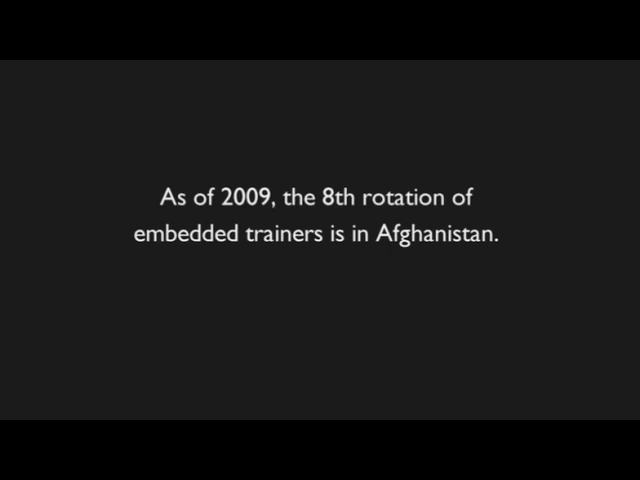 As of 2009, the 8th rotation of
embedded trainers is in Afghanistan.